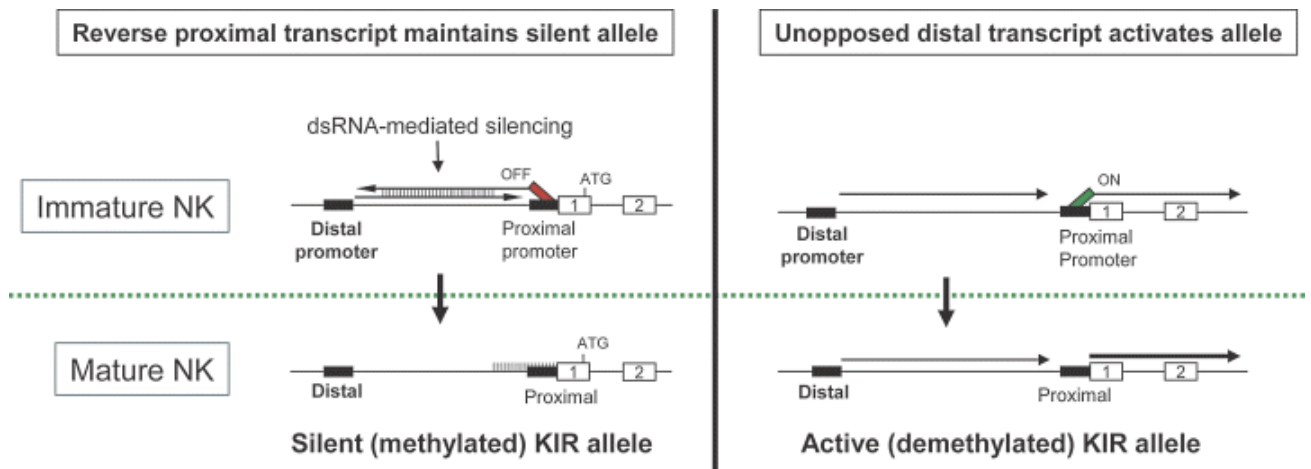 Reverse proximal transcript maintains silent allele
Unopposed distal transcript activates allele
dsRNA-mediated silencing
Immature NK
OFF
ATG
1
2
Distal
promoter
Proximal
promoter
ON
1
2
Distal
promoter
Proximal
Promoter
Mature NK
ATG
1
2
Distal
Proximal
1
2
Distal
Proximal
Silent (methylated) KIR allele
Active (demethylated) KIR allele